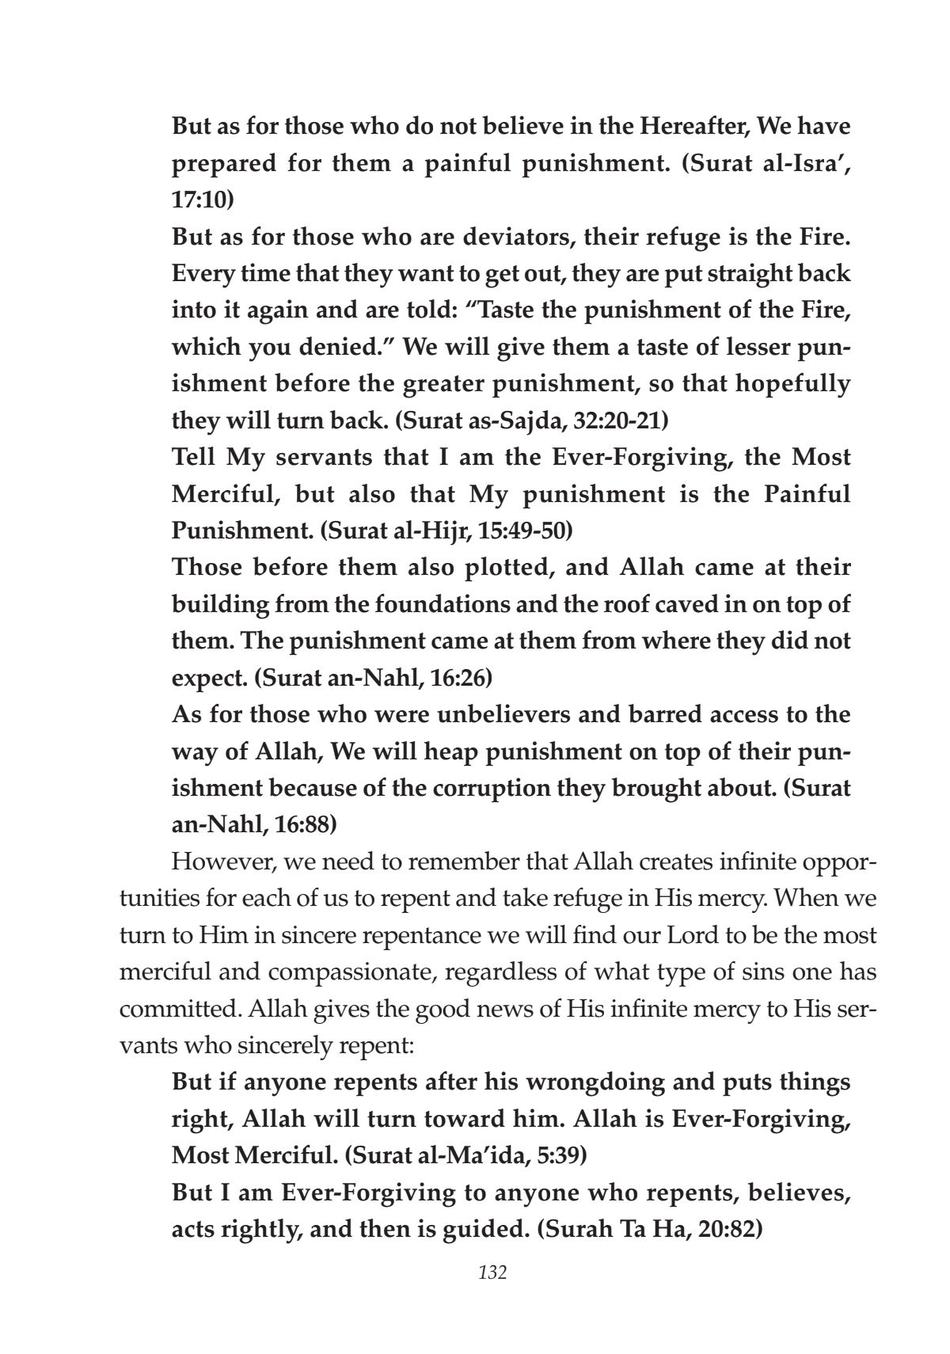 But as for those who do not believe in the Hereafter, We have
prepared for them a painful punishment. (Surat al-Isra’,
17:10)
But as for those who are deviators, their refuge is the Fire.
Every time that they want to get out, they are put straight back
into it again and are told: “Taste the punishment of the Fire,
which you denied.” We will give them a taste of lesser pun-
ishment before the greater punishment, so that hopefully
they will turn back. (Surat as-Sajda, 32:20-21)
Tell My servants that I am the Ever-Forgiving, the Most
Merciful, but also that My punishment is the Painful
Punishment. (Surat al-Hijr, 15:49-50)
Those before them also plotted, and Allah came at their
building from the foundations and the roof caved in on top of
them. The punishment came at them from where they did not
expect. (Surat an-Nahl, 16:26)
As for those who were unbelievers and barred access to the
way of Allah, We will heap punishment on top of their pun-
ishment because of the corruption they brought about. (Surat
an-Nahl, 16:88)
However, we need to remember that Allah creates infinite oppor-
tunities for each of us to repent and take refuge in His mercy. When we
turn to Him in sincere repentance we will find our Lord to be the most
merciful and compassionate, regardless of what type of sins one has
committed. Allah gives the good news of His infinite mercy to His ser-
vants who sincerely repent:
But if anyone repents after his wrongdoing and puts things
right, Allah will turn toward him. Allah is Ever-Forgiving,
Most Merciful. (Surat al-Ma’ida, 5:39)
But I am Ever-Forgiving to anyone who repents, believes,
acts rightly, and then is guided. (Surah Ta Ha, 20:82)
132